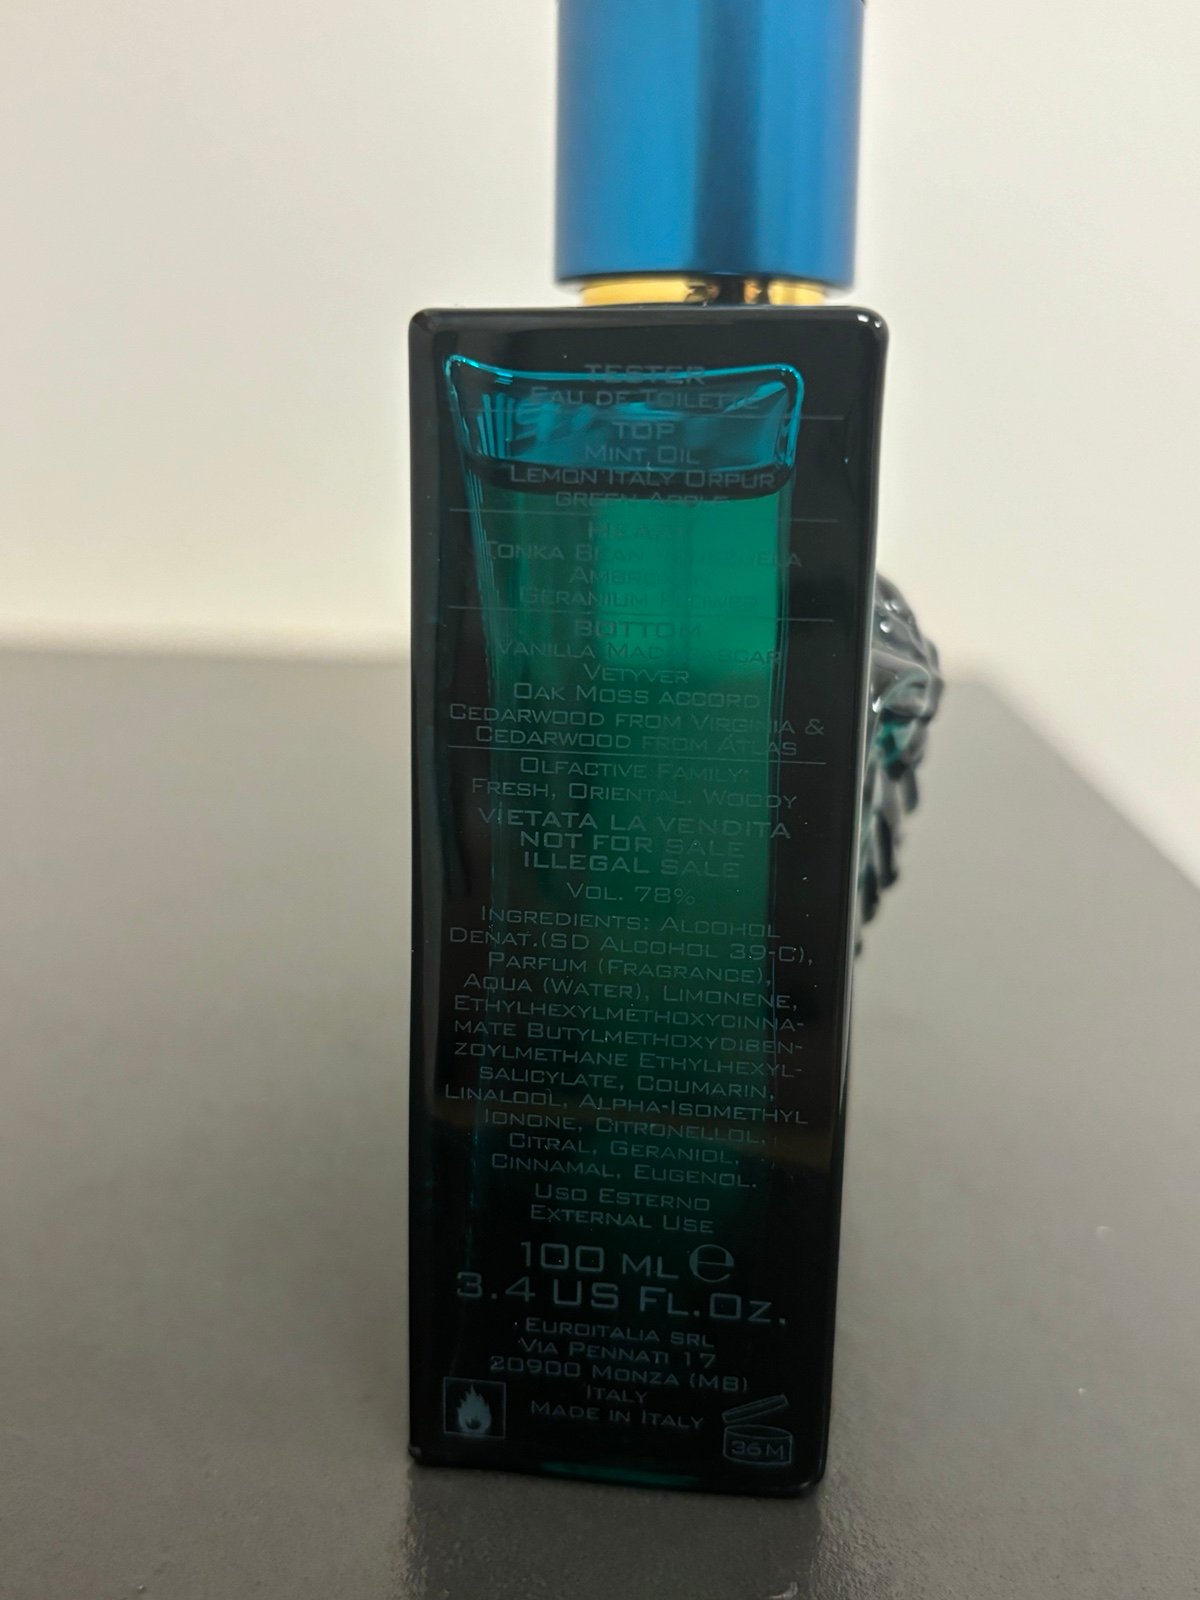 TESTER
EAU DE TOILETTE
TOP
MINT OIL
LEMON ITALY ORPUR
GREEN APPLE
HEART
TONKA BEAN VENEZUELA
GERANIUM FLOWER
BOTTOM
VANILLA MADAGASCAR
VETYVER
OAK MOSS ACCORD
CEDARWOOD FROM VIRGINIA &
CEDARWOOD FROM ATLAS
OLFACTIVE FAMILY:
FRESH, ORIENTAL, WOODY
VIETATA LA VENDITA
NOT FOR SALE
ILLEGAL SALE
VOL. 78%
INGREDIENTS: ALCOHOL
DENAT.(SD ALCOHOL 39-C),
PARFUM (FRAGRANCE),
AQUA (WATER), LIMONENE,
ETHYLHEXYLMETHOXYCINNA-
MATE BUTYLMETHOXYDIBEN-
ZOYLMETHANE ETHYLHEXYL-
SALICYLATE, COUMARIN,
LINALOOL, ALPHA-ISOMETHYL
IONONE, CITRONELLOL,
CITRAL, GERANIOL,
CINNAMAL, EUGENOL.
USO ESTERNO
EXTERNAL USE
100 ML ℮
3.4 US FL.OZ.
EUROITALIA SRL
VIA PENNATI 17
20900 MONZA (MB)
ITALY
MADE IN ITALY
36M